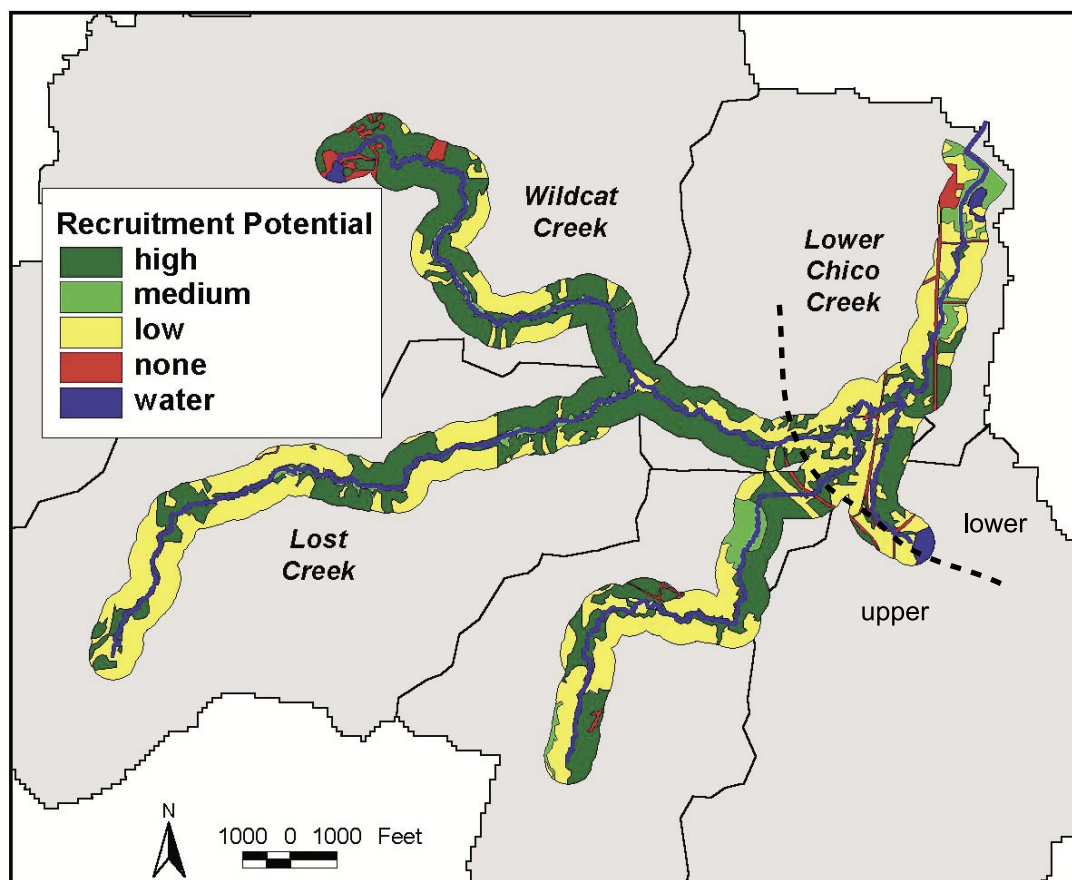 Wildcat
Creek
Lower
Chico
Creek
Recruitment Potential
high
medium
low
none
water
Lost
Creek
lower
upper
N
1000 0 1000 Feet